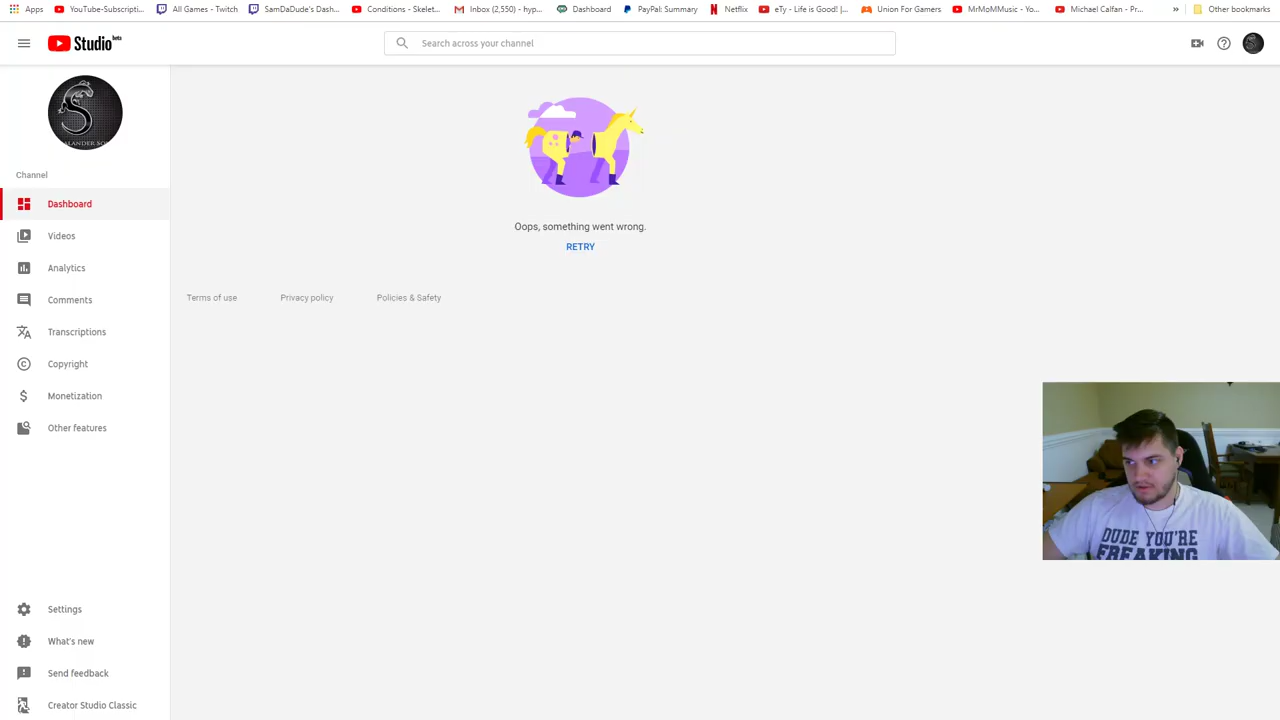 Apps YouTube-Subscripti... All Games - Twitch SamDaDude's Dash... Conditions - Skelet... Inbox (2,550) - hyp... Dashboard PayPal: Summary Netflix eTy - Life is Good! |... Union For Gamers MrMoMMusic - Yo... Michael Calfan - Pr... » Other bookmarks
Studio beta
Search across your channel
Channel
Dashboard
Videos
Analytics
Comments
Transcriptions
Copyright
Monetization
Other features
Settings
What's new
Send feedback
Creator Studio Classic
Oops, something went wrong.
RETRY
Terms of use Privacy policy Policies & Safety
DUDE YOU'RE
FREAKING